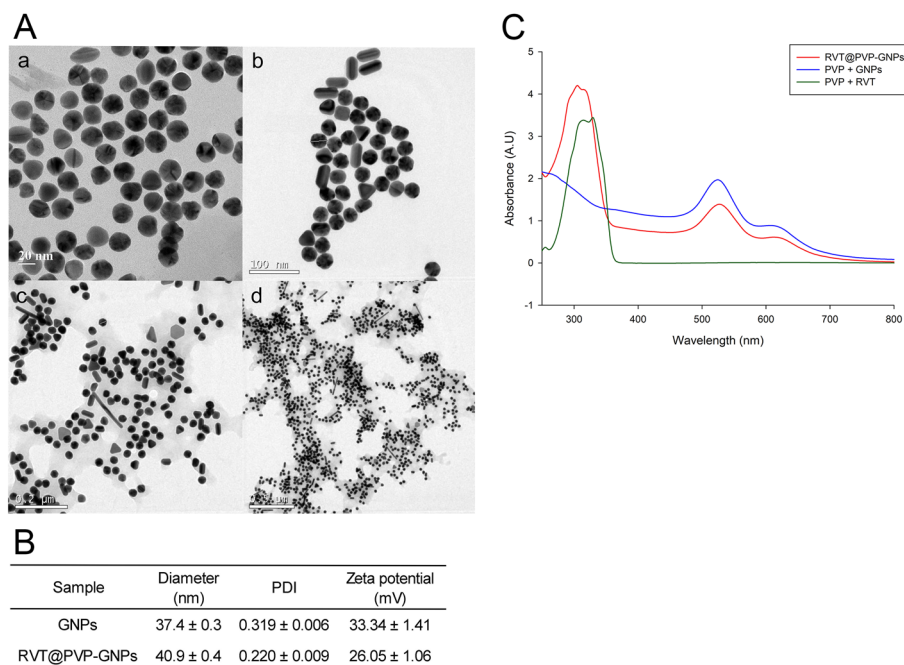 A
a
20 nm
b
100 nm
c
0.2 µm
d
B
Sample Diameter (nm) PDI Zeta potential (mV)
GNPs 37.4 ± 0.3 0.319 ± 0.006 33.34 ± 1.41
RVT@PVP-GNPs 40.9 ± 0.4 0.220 ± 0.009 26.05 ± 1.06
C
RVT@PVP-GNPs
PVP + GNPs
PVP + RVT
Absorbance (A.U)
5
4
3
2
1
0
-1
300 400 500 600 700 800
Wavelength (nm)